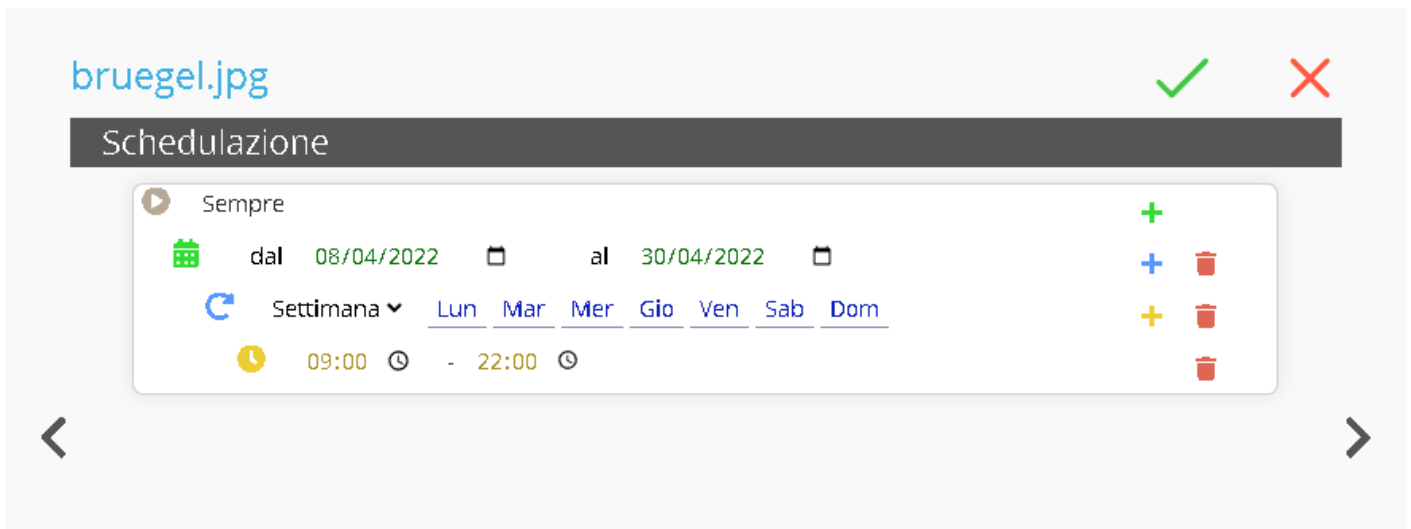 bruegel.jpg
Schedulazione
Sempre
dal 08/04/2022 al 30/04/2022
Settimana Lun Mar Mer Gio Ven Sab Dom
09:00 - 22:00